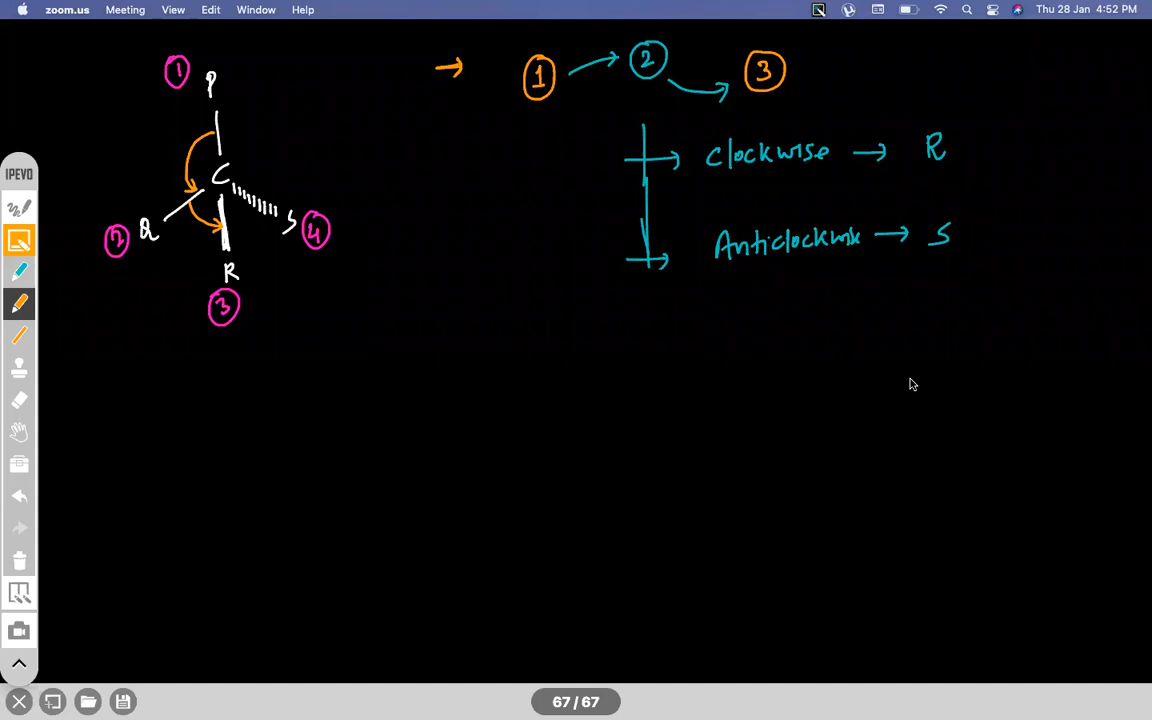 zoom.us Meeting View Edit Window Help Thu 28 Jan 4:52 PM
IPEVO
1 P → 1 2 3
C
Clockwise → R
2 Q S 4
Anticlockwise → S
R
3
67/67